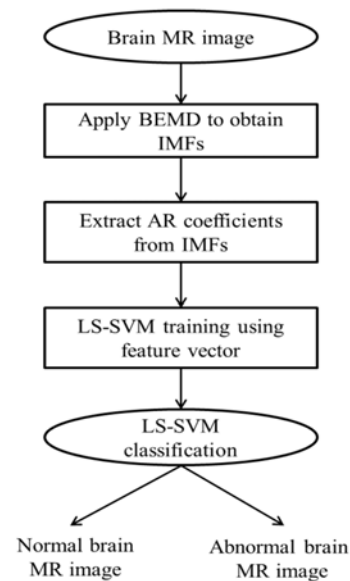 Brain MR image
Apply BEMD to obtain
IMFs
Extract AR coefficients
from IMFs
LS-SVM training using
feature vector
LS-SVM
classification
Normal brain
MR image
Abnormal brain
MR image